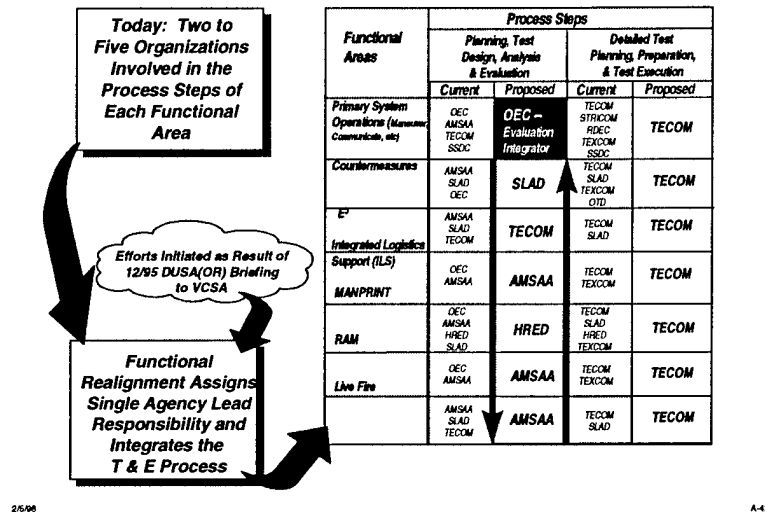 Today: Two to
Five Organizations
Involved in the
Process Steps of
Each Functional
Area
Efforts Initiated as Result of
12/95 DUSA(OR) Briefing
to VCSA
Functional
Realignment Assigns
Single Agency Lead
Responsibility and
Integrates the
T & E Process
Functional
Areas
Process Steps
Planning, Test
Design, Analysis
& Evaluation
Detailed Test
Planning, Preparation,
& Test Execution
Current
Proposed
Current
Proposed
Primary System
Operations (Maneuver,
Communicate, etc)
OEC
AMSAA
TECOM
SSDC
OEC –
Evaluation
Integrator
TECOM
STRICOM
RDEC
TEXCOM
SSDC
TECOM
Countermeasures
AMSAA
SLAD
OEC
SLAD
TECOM
SLAD
TEXCOM
OTD
TECOM
E³
Integrated Logistics
AMSAA
SLAD
TECOM
TECOM
TECOM
SLAD
TECOM
Support (ILS)
MANPRINT
OEC
AMSAA
AMSAA
TECOM
TEXCOM
TECOM
RAM
OEC
AMSAA
HRED
SLAD
HRED
TECOM
SLAD
HRED
TEXCOM
TECOM
Live Fire
OEC
AMSAA
AMSAA
TECOM
TEXCOM
TECOM
AMSAA
SLAD
TECOM
AMSAA
TECOM
SLAD
TECOM
A-4